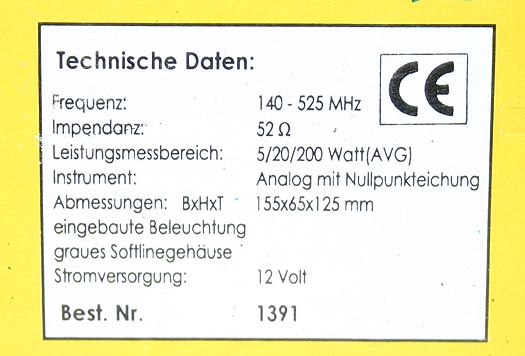 Technische Daten:
CE
Frequenz: 140 - 525 MHz
Impendanz: 52 Ω
Leistungsmessbereich: 5/20/200 Watt(AVG)
Instrument: Analog mit Nullpunkteichung
Abmessungen: BxHxT 155x65x125 mm
eingebaute Beleuchtung
graues Softlinegehäuse
Stromversorgung: 12 Volt
Best. Nr. 1391